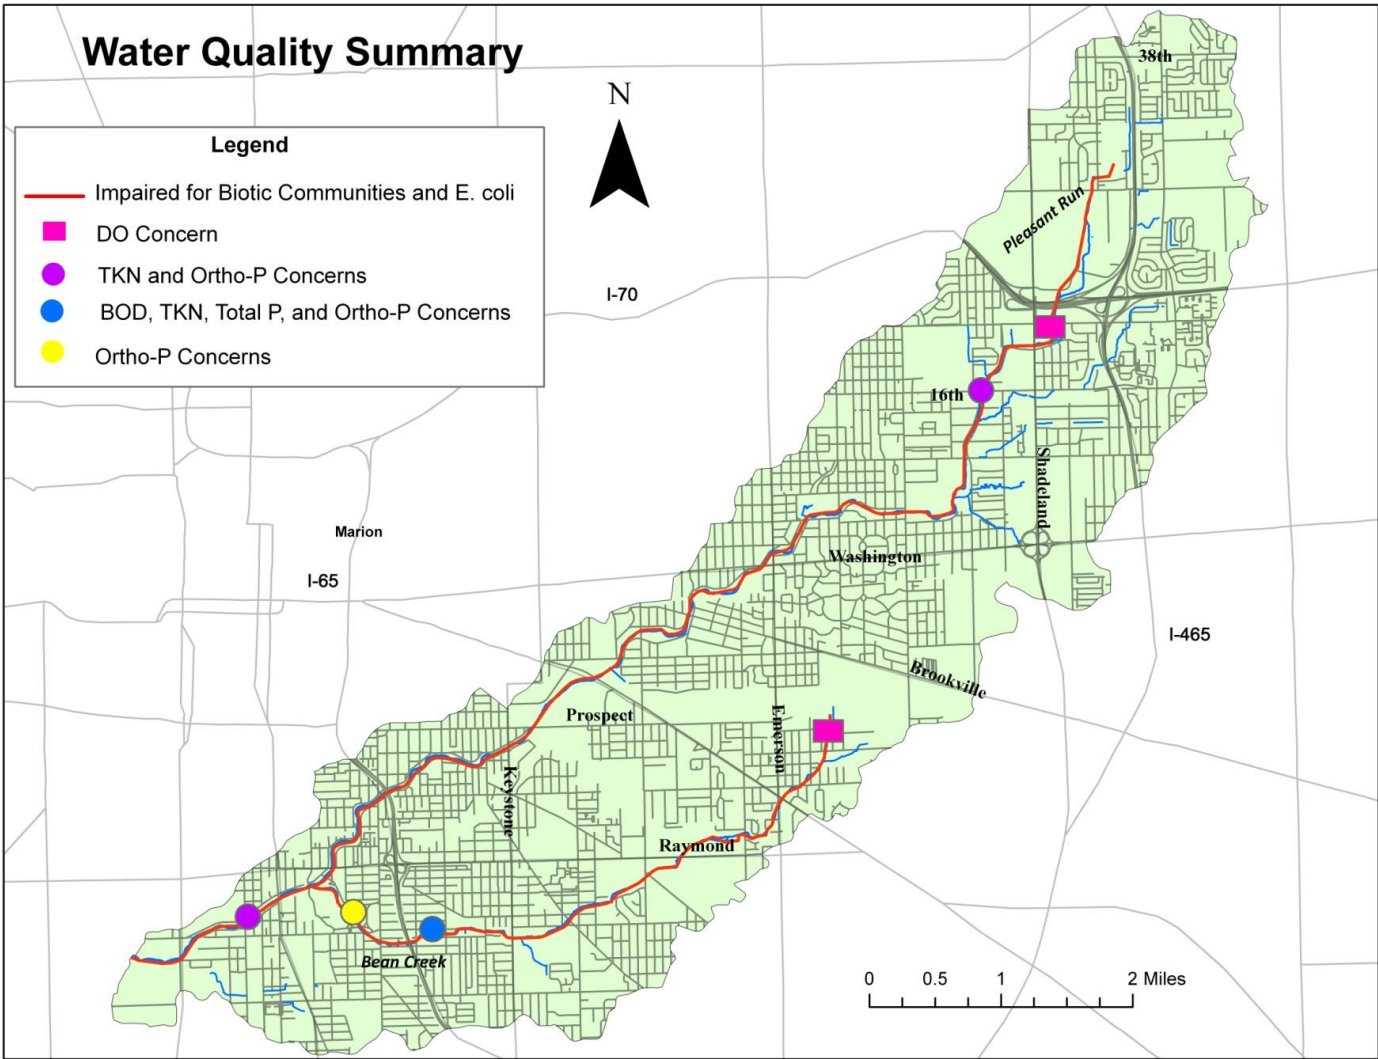 Water Quality Summary
N
Legend
Impaired for Biotic Communities and E. coli
DO Concern
TKN and Ortho-P Concerns
BOD, TKN, Total P, and Ortho-P Concerns
Ortho-P Concerns
38th
Pleasant Run
I-70
16th
Shadeland
Marion
Washington
I-65
I-465
Brookville
Prospect
Emerson
Keystone
Raymond
Bean Creek
0 0.5 1 2 Miles